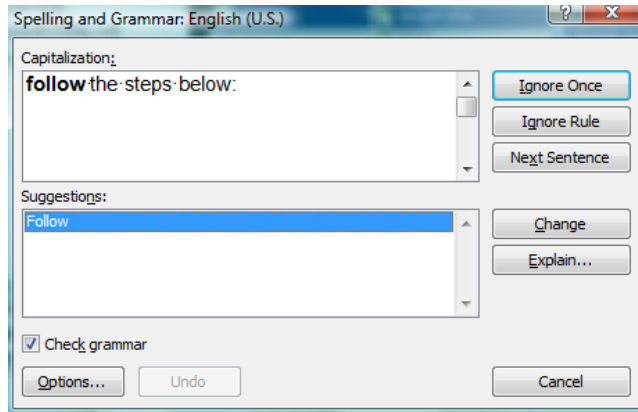 Spelling and Grammar: English (U.S.)
Capitalization:
follow·the·steps·below:
Ignore Once
Ignore Rule
Next Sentence
Suggestions:
Follow
Change
Explain...
Check grammar
Options...
Undo
Cancel